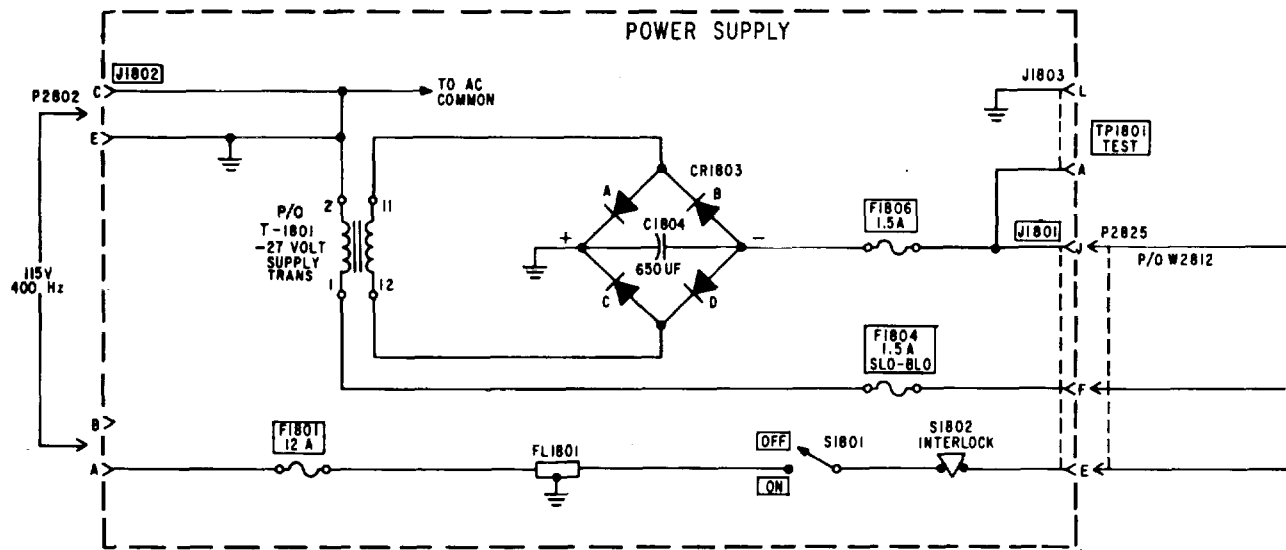 POWER SUPPLY
J1802
C
P2802
TO AC
COMMON
E
J1803
L
TP1801
TEST
A
CR1803
A
B
2
11
P/O
T-1801
-27 VOLT
SUPPLY
TRANS
C1804
+
-
650 UF
F1806
1.5A
J1801
J
P2825
P/O W2812
115V
400 Hz
1
12
C
D
F1804
1.5A
SLO-BLO
F
B
F1801
12 A
FL1801
OFF
S1801
S1802
INTERLOCK
A
ON
E